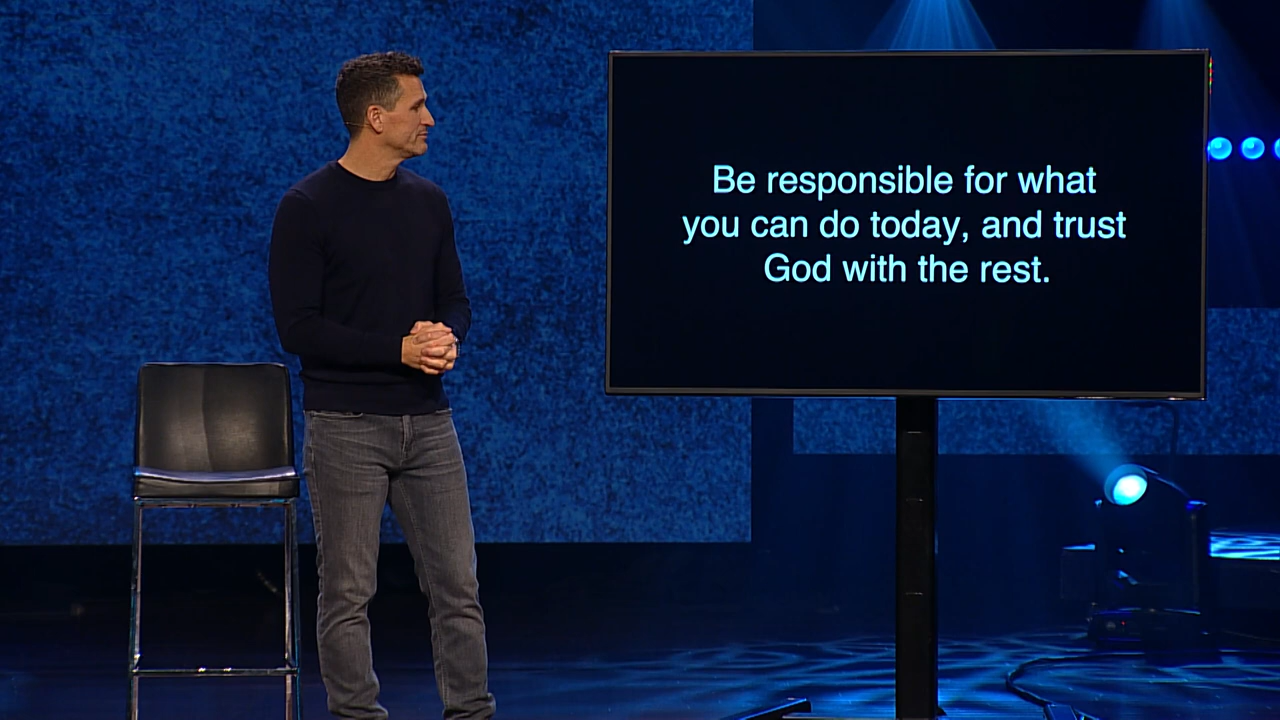 Be responsible for what
you can do today, and trust
God with the rest.